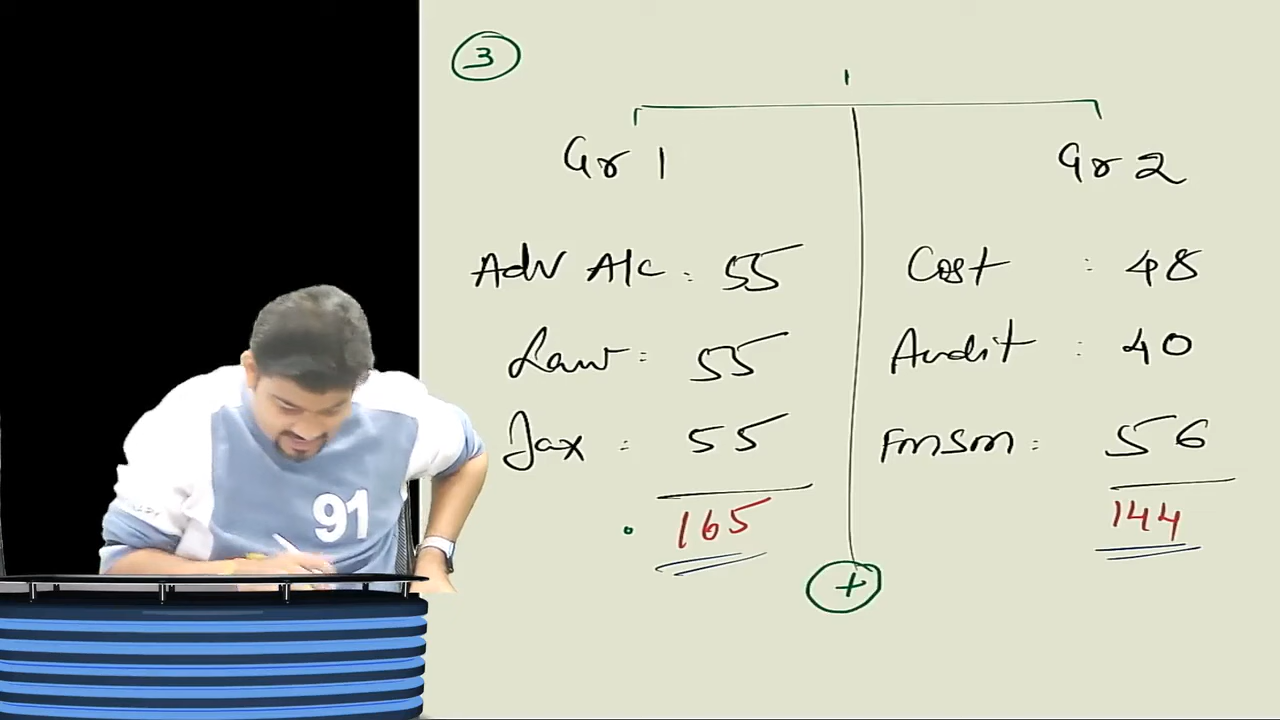 3
Gr 1
Gr 2
Adv A/c : 55
Cost : 48
Law : 55
Audit : 40
Tax : 55
FMSM : 56
165
144
+
91